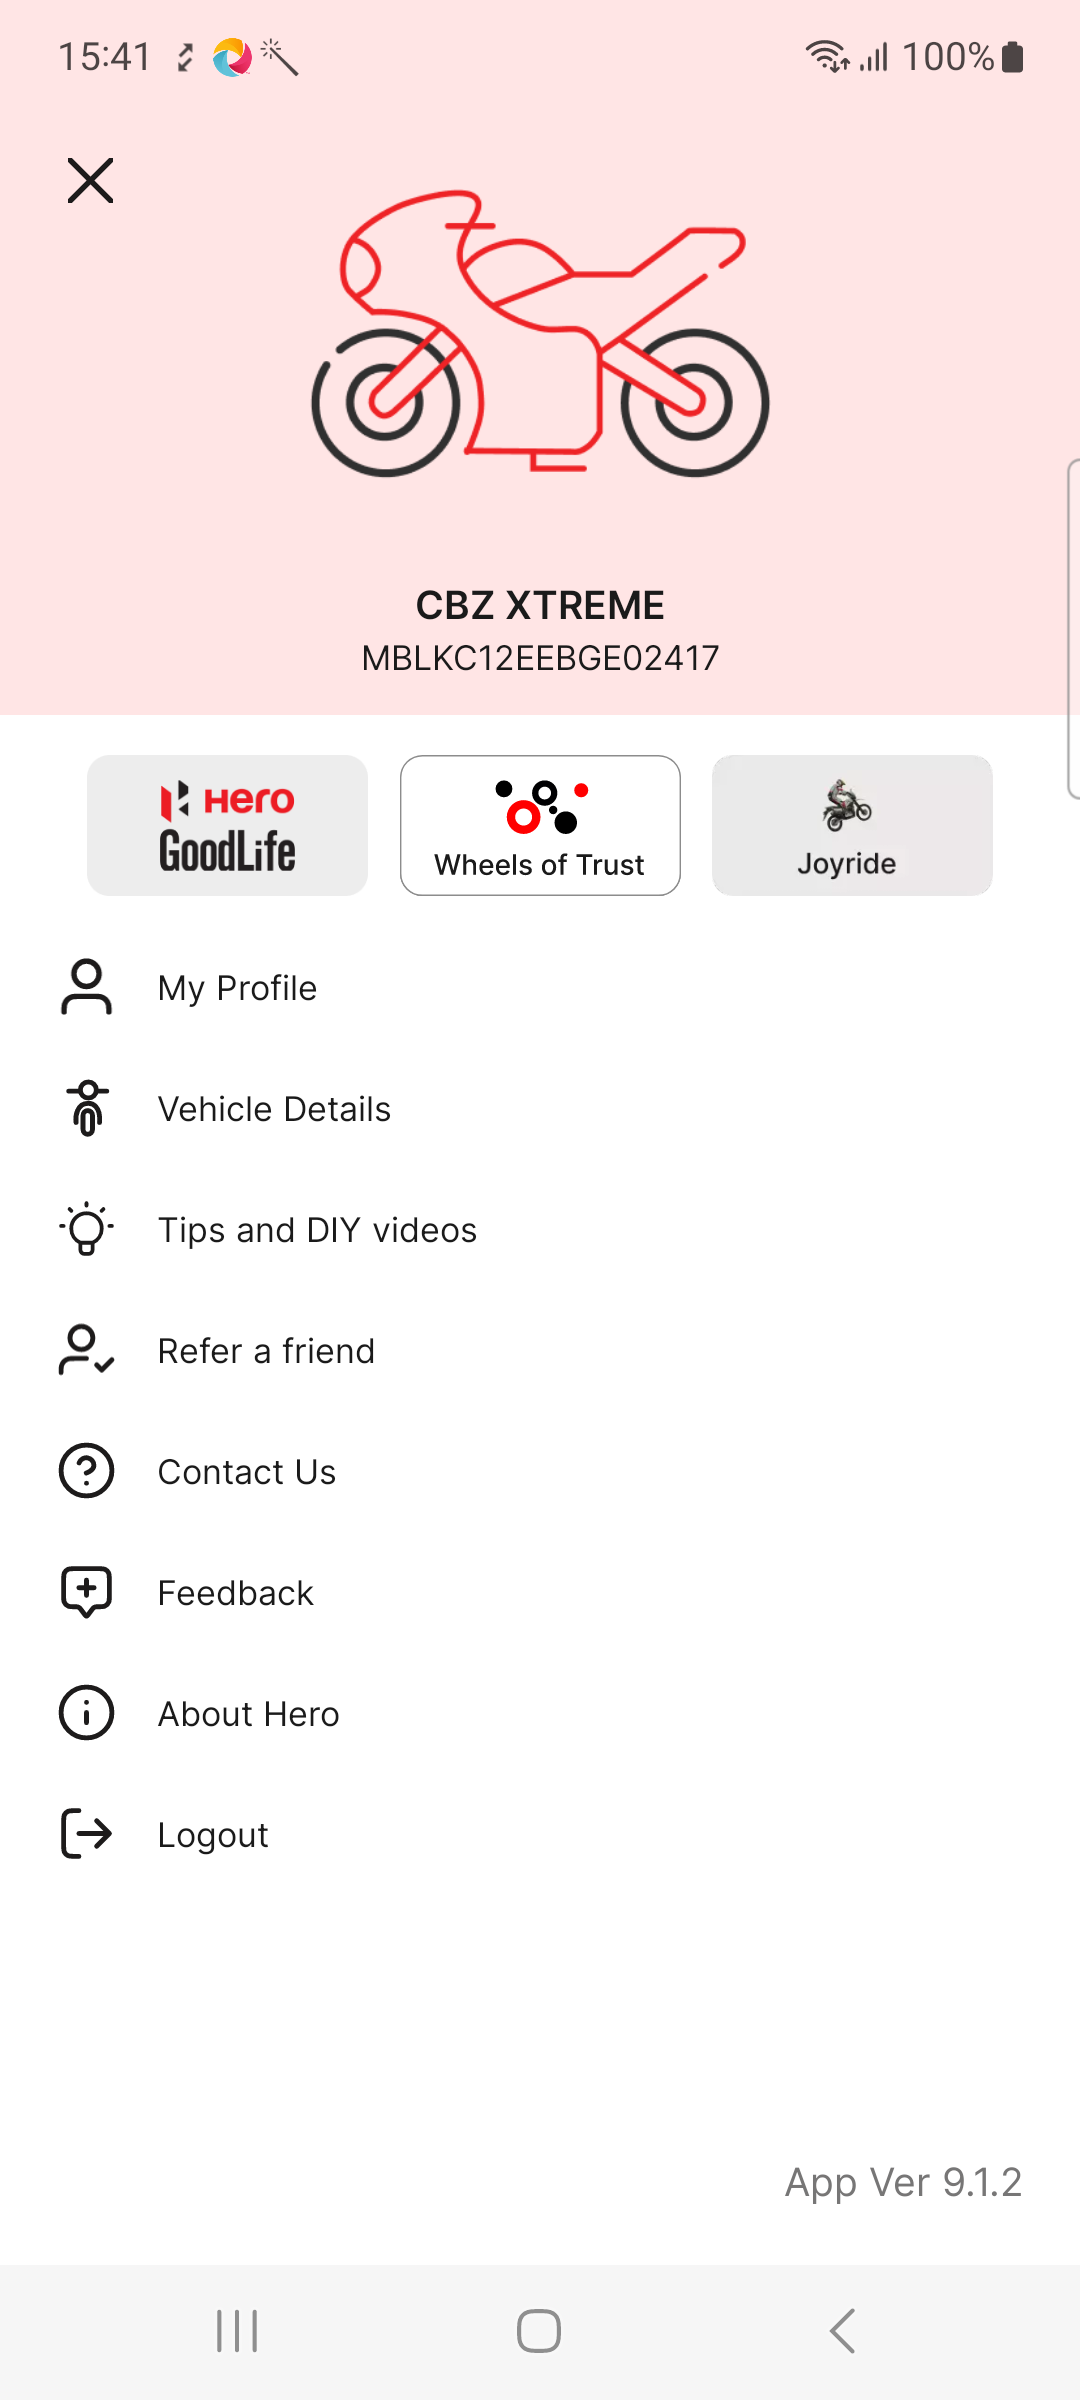 15:41
100%
CBZ XTREME
MBLKC12EEBGE02417
Hero
GoodLife
Wheels of Trust
Joyride
My Profile
Vehicle Details
Tips and DIY videos
Refer a friend
Contact Us
Feedback
About Hero
Logout
App Ver 9.1.2